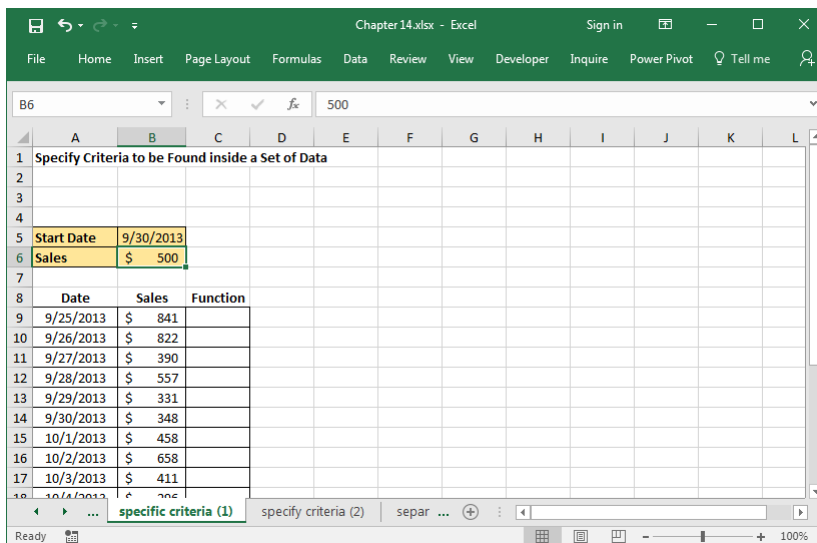 Chapter 14.xlsx - Excel Sign in
File Home Insert Page Layout Formulas Data Review View Developer Inquire Power Pivot Tell me
B6 fx 500
A B C D E F G H I J K L
1 Specify Criteria to be Found inside a Set of Data
2
3
4
5 Start Date 9/30/2013
6 Sales $ 500
7
8 Date Sales Function
9 9/25/2013 $ 841
10 9/26/2013 $ 822
11 9/27/2013 $ 390
12 9/28/2013 $ 557
13 9/29/2013 $ 331
14 9/30/2013 $ 348
15 10/1/2013 $ 458
16 10/2/2013 $ 658
17 10/3/2013 $ 411
18 10/4/2013 $
... specific criteria (1) specify criteria (2) separ ...
Ready 100%